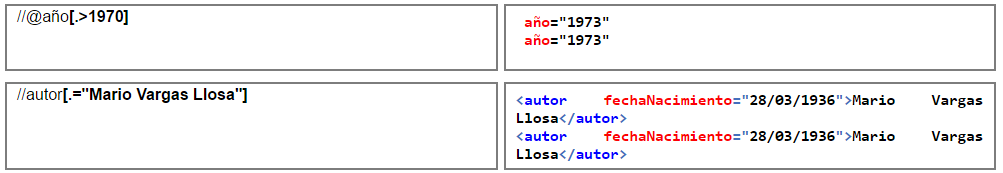 //@año[.>1970]
año="1973"
año="1973"
//autor[.="Mario Vargas Llosa"]
<autor fechaNacimiento="28/03/1936">Mario Vargas
Llosa</autor>
<autor fechaNacimiento="28/03/1936">Mario Vargas
Llosa</autor>